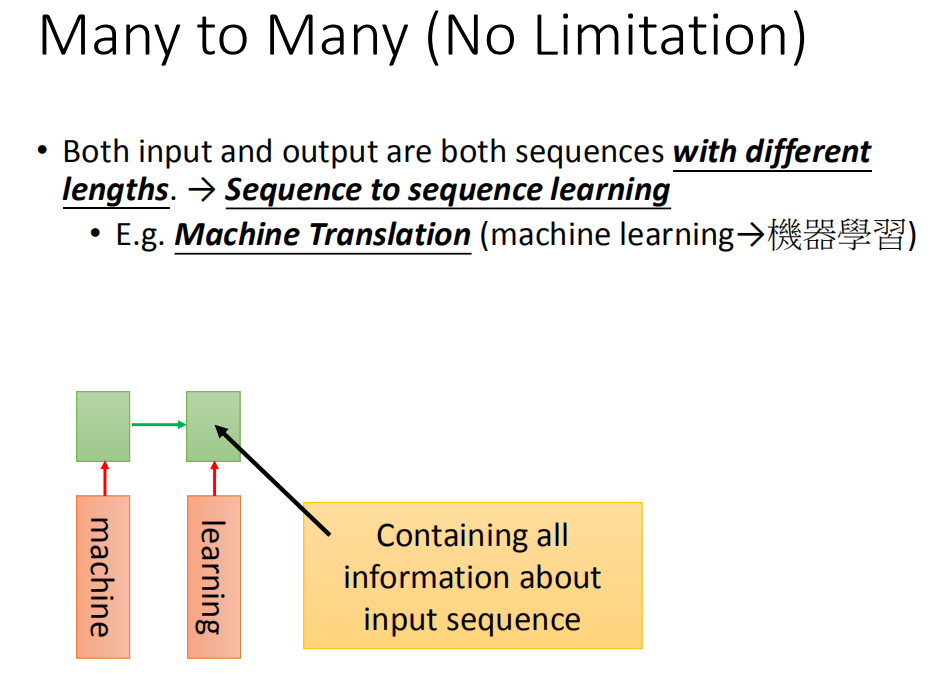 Many to Many (No Limitation)
• Both input and output are both sequences with different
lengths. → Sequence to sequence learning
• E.g. Machine Translation (machine learning→機器學習)
machine
learning
Containing all
information about
input sequence